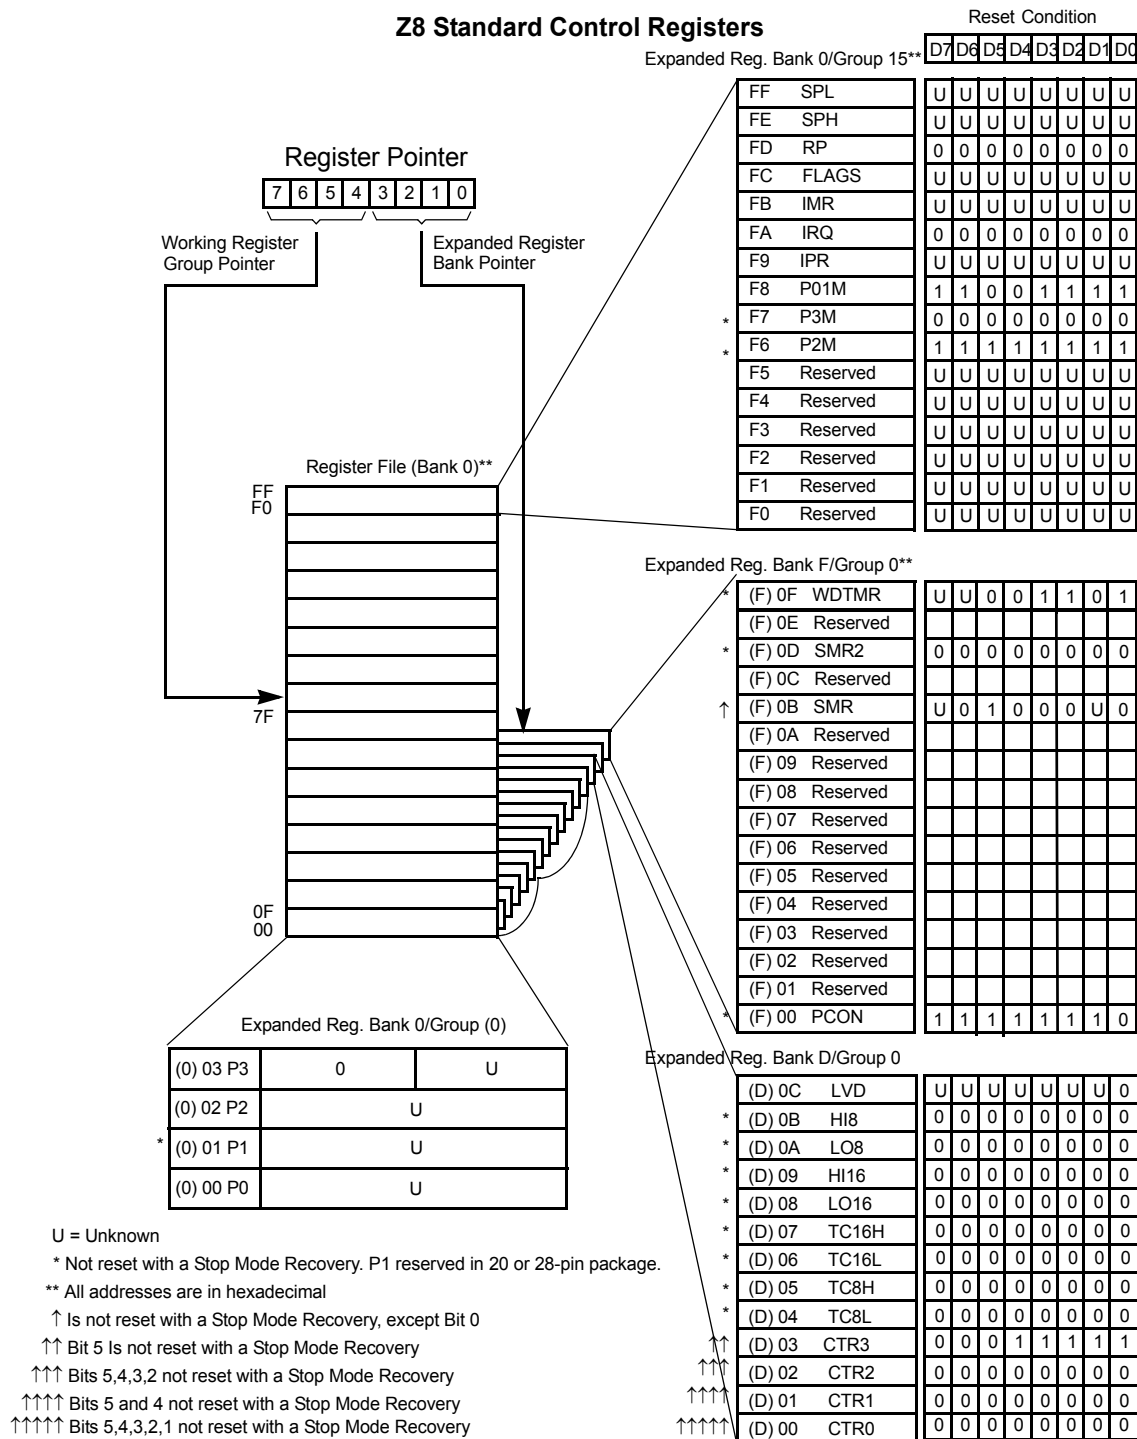 Z8 Standard Control Registers
Reset Condition
Expanded Reg. Bank 0/Group 15**
D7 D6 D5 D4 D3 D2 D1 D0
FF SPL U U U U U U U U
FE SPH U U U U U U U U
FD RP 0 0 0 0 0 0 0 0
FC FLAGS U U U U U U U U
FB IMR U U U U U U U U
FA IRQ 0 0 0 0 0 0 0 0
F9 IPR U U U U U U U U
F8 P01M 1 1 0 0 1 1 1 1
* F7 P3M 0 0 0 0 0 0 0 0
* F6 P2M 1 1 1 1 1 1 1 1
F5 Reserved U U U U U U U U
F4 Reserved U U U U U U U U
F3 Reserved U U U U U U U U
F2 Reserved U U U U U U U U
F1 Reserved U U U U U U U U
F0 Reserved U U U U U U U U
Register Pointer
7 6 5 4 3 2 1 0
Working Register
Group Pointer
Expanded Register
Bank Pointer
Register File (Bank 0)**
FF
F0
7F
0F
00
Expanded Reg. Bank F/Group 0**
* (F) 0F WDTMR U U 0 0 1 1 0 1
(F) 0E Reserved
* (F) 0D SMR2 0 0 0 0 0 0 0 0
(F) 0C Reserved
↑ (F) 0B SMR U 0 1 0 0 0 U 0
(F) 0A Reserved
(F) 09 Reserved
(F) 08 Reserved
(F) 07 Reserved
(F) 06 Reserved
(F) 05 Reserved
(F) 04 Reserved
(F) 03 Reserved
(F) 02 Reserved
(F) 01 Reserved
* (F) 00 PCON 1 1 1 1 1 1 1 0
Expanded Reg. Bank 0/Group (0)
(0) 03 P3 0 U
(0) 02 P2 U
* (0) 01 P1 U
(0) 00 P0 U
Expanded Reg. Bank D/Group 0
(D) 0C LVD U U U U U U U 0
* (D) 0B HI8 0 0 0 0 0 0 0 0
* (D) 0A LO8 0 0 0 0 0 0 0 0
* (D) 09 HI16 0 0 0 0 0 0 0 0
* (D) 08 LO16 0 0 0 0 0 0 0 0
* (D) 07 TC16H 0 0 0 0 0 0 0 0
* (D) 06 TC16L 0 0 0 0 0 0 0 0
* (D) 05 TC8H 0 0 0 0 0 0 0 0
* (D) 04 TC8L 0 0 0 0 0 0 0 0
↑↑ (D) 03 CTR3 0 0 0 1 1 1 1 1
↑↑↑ (D) 02 CTR2 0 0 0 0 0 0 0 0
↑↑↑↑ (D) 01 CTR1 0 0 0 0 0 0 0 0
↑↑↑↑↑ (D) 00 CTR0 0 0 0 0 0 0 0 0
U = Unknown
* Not reset with a Stop Mode Recovery. P1 reserved in 20 or 28-pin package.
** All addresses are in hexadecimal
↑ Is not reset with a Stop Mode Recovery, except Bit 0
↑↑ Bit 5 Is not reset with a Stop Mode Recovery
↑↑↑ Bits 5,4,3,2 not reset with a Stop Mode Recovery
↑↑↑↑ Bits 5 and 4 not reset with a Stop Mode Recovery
↑↑↑↑↑ Bits 5,4,3,2,1 not reset with a Stop Mode Recovery